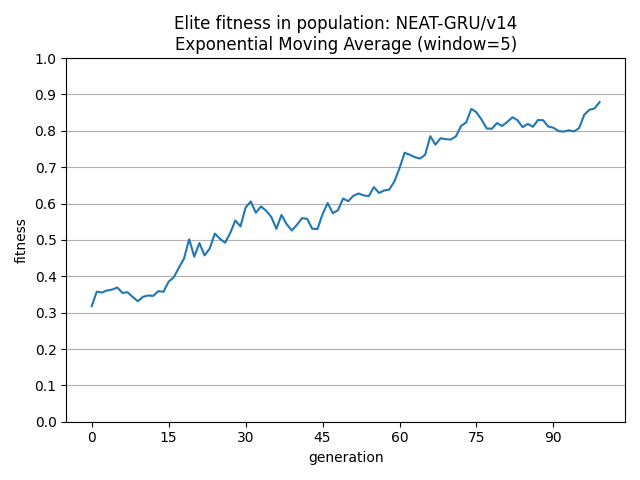 Elite fitness in population: NEAT-GRU/v14
Exponential Moving Average (window=5)
1.0
0.9
0.8
0.7
0.6
0.5
0.4
0.3
0.2
0.1
0.0
fitness
0 15 30 45 60 75 90
generation